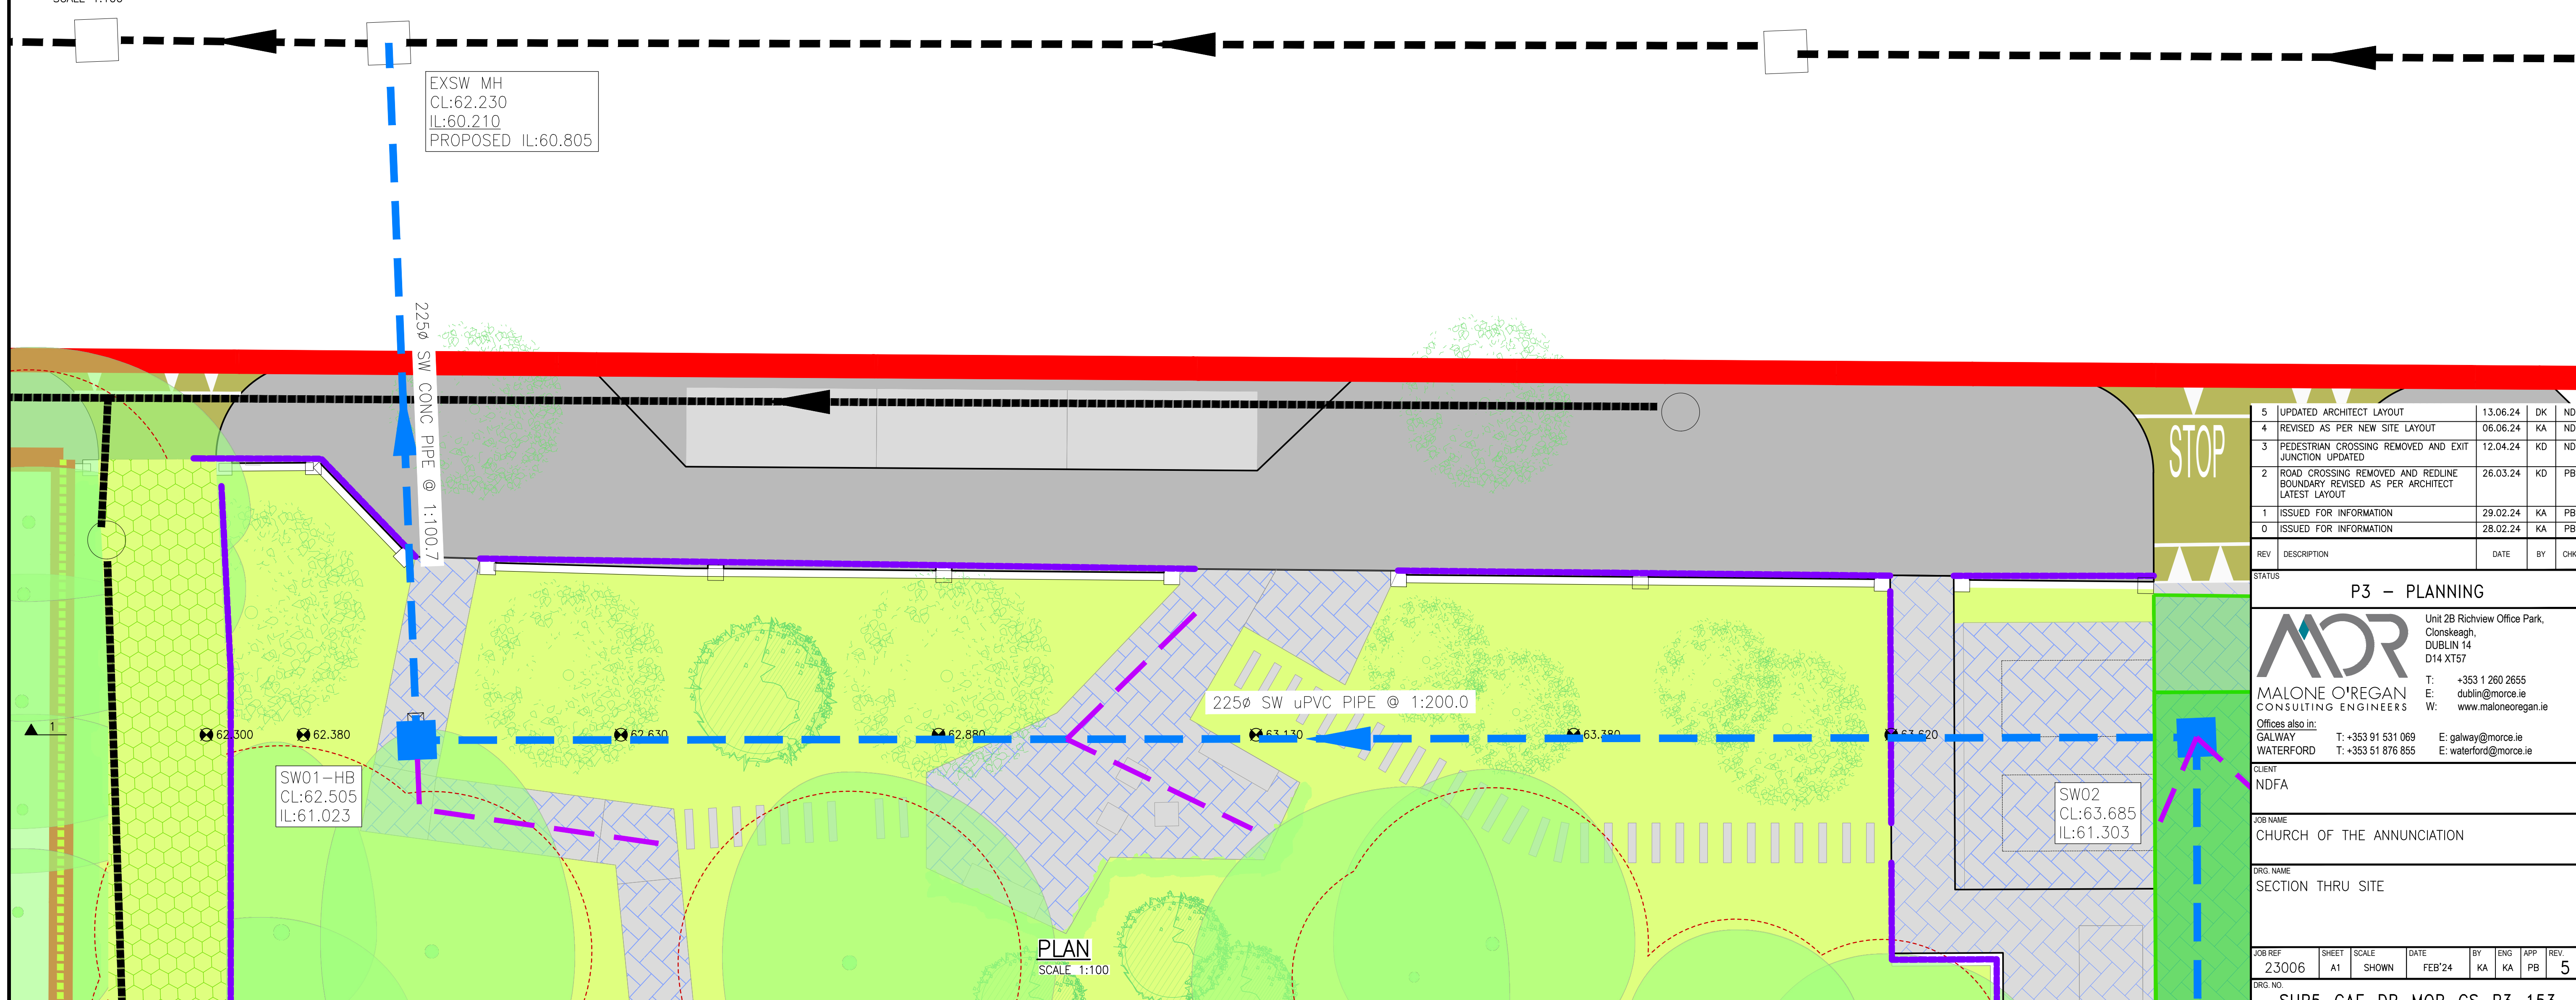 EXSW MH
CL:62.230
IL:60.210
PROPOSED IL:60.805
225ø SW CONC PIPE @ 1:100.7
STOP
225ø SW uPVC PIPE @ 1:200.0
1
62.300
62.380
62.630
62.880
63.130
63.380
63.620
SW01-HB
CL:62.505
IL:61.023
SW02
CL:63.685
IL:61.303
PLAN
SCALE 1:100
5 UPDATED ARCHITECT LAYOUT 13.06.24 DK ND
4 REVISED AS PER NEW SITE LAYOUT 06.06.24 KA ND
3 PEDESTRIAN CROSSING REMOVED AND EXIT 12.04.24 KD ND
JUNCTION UPDATED
2 ROAD CROSSING REMOVED AND REDLINE 26.03.24 KD PB
BOUNDARY REVISED AS PER ARCHITECT
LATEST LAYOUT
1 ISSUED FOR INFORMATION 29.02.24 KA PB
0 ISSUED FOR INFORMATION 28.02.24 KA PB
REV DESCRIPTION DATE BY
STATUS
P3 - PLANNING
MOR
MALONE O'REGAN
CONSULTING ENGINEERS
Unit 2B Richview Office Park,
Clonskeagh,
DUBLIN 14
D14 XT57
T: +353 1 260 2655
E: dublin@morce.ie
W: www.maloneoregan.ie
Offices also in:
GALWAY T: +353 91 531 069 E: galway@morce.ie
WATERFORD T: +353 51 876 855 E: waterford@morce.ie
CLIENT
NDFA
JOB NAME
CHURCH OF THE ANNUNCIATION
DRG. NAME
SECTION THRU SITE
JOB REF SHEET SCALE DATE BY ENG APP REV.
23006 A1 SHOWN FEB'24 KA KA PB 5
DRG. NO.